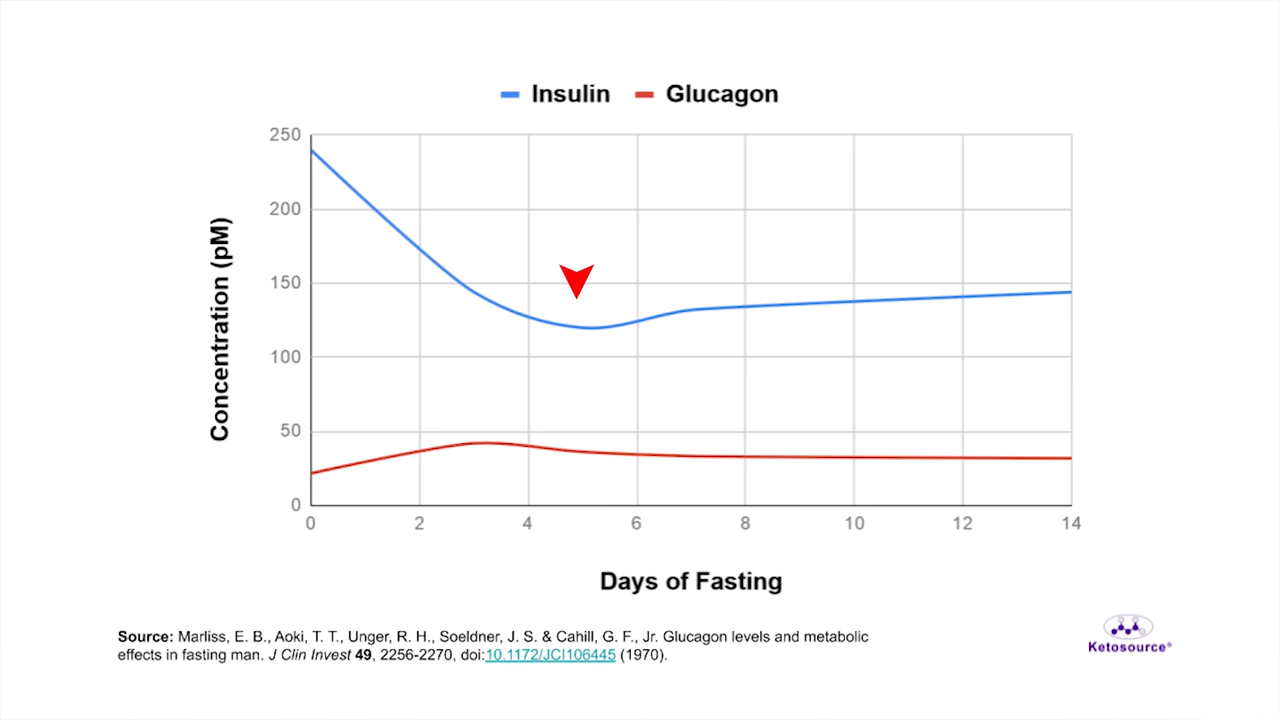 Insulin Glucagon
250
200
150
100
50
0
Concentration (pM)
0 2 4 6 8 10 12 14
Days of Fasting
Source: Marliss, E. B., Aoki, T. T., Unger, R. H., Soeldner, J. S. & Cahill, G. F., Jr. Glucagon levels and metabolic
effects in fasting man. J Clin Invest 49, 2256-2270, doi:10.1172/JCI106445 (1970).
Ketosource®